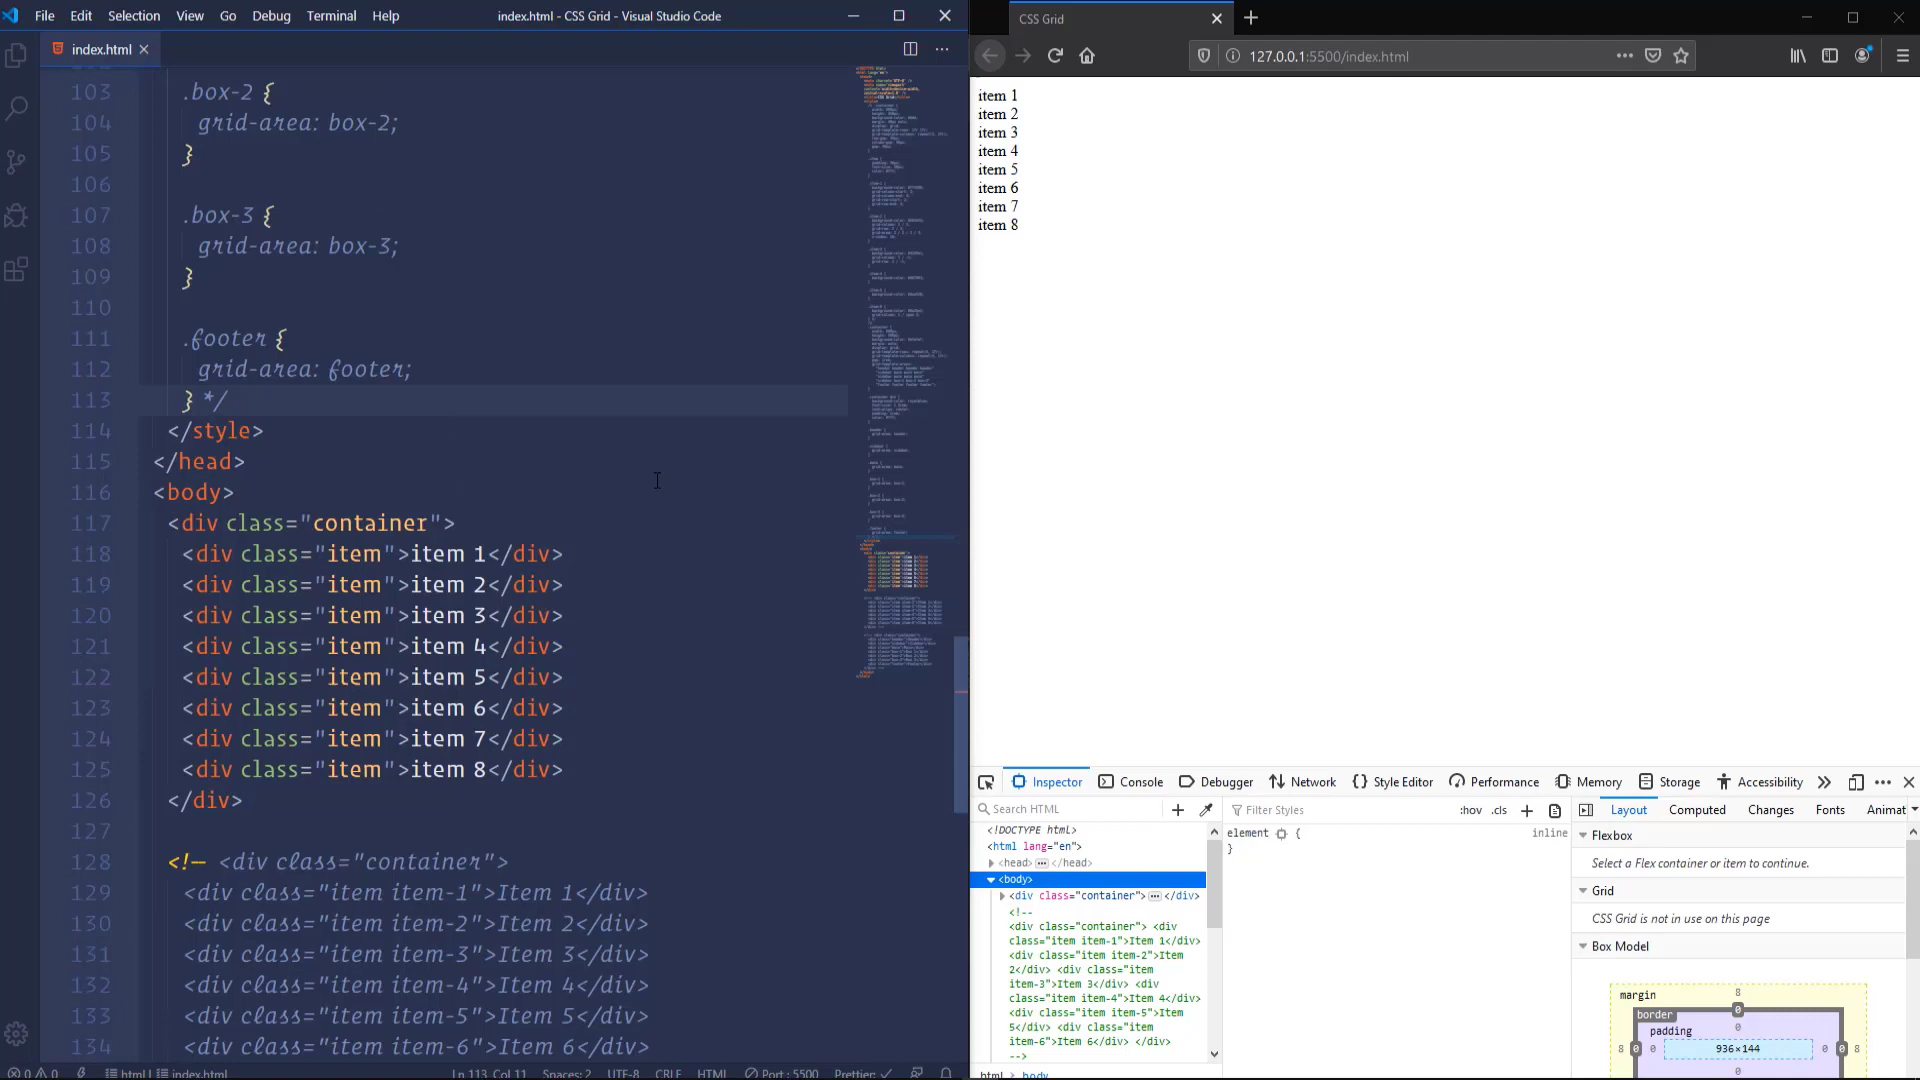 File Edit Selection View Go Debug Terminal Help
index.html - CSS Grid - Visual Studio Code
index.html
103 .box-2 {
104 grid-area: box-2;
105 }
106
107 .box-3 {
108 grid-area: box-3;
109 }
110
111 .footer {
112 grid-area: footer;
113 } */
114 </style>
115 </head>
116 <body>
117 <div class="container">
118 <div class="item">item 1</div>
119 <div class="item">item 2</div>
120 <div class="item">item 3</div>
121 <div class="item">item 4</div>
122 <div class="item">item 5</div>
123 <div class="item">item 6</div>
124 <div class="item">item 7</div>
125 <div class="item">item 8</div>
126 </div>
127
128 <!-- <div class="container">
129 <div class="item item-1">Item 1</div>
130 <div class="item item-2">Item 2</div>
131 <div class="item item-3">Item 3</div>
132 <div class="item item-4">Item 4</div>
133 <div class="item item-5">Item 5</div>
134 <div class="item item-6">Item 6</div>
0 0 html index.html Ln 113, Col 11 Spaces: 2 UTF-8 CRLF HTML Port : 5500 Prettier: ✓
CSS Grid
127.0.0.1:5500/index.html
item 1
item 2
item 3
item 4
item 5
item 6
item 7
item 8
Inspector Console Debugger Network Style Editor Performance Memory Storage Accessibility
Search HTML
<!DOCTYPE html>
<html lang="en">
<head> </head>
<body>
<div class="container"> </div>
<!--
<div class="container"> <div
class="item item-1">Item 1</div>
<div class="item item-2">Item
2</div> <div class="item
item-3">Item 3</div> <div
class="item item-4">Item 4</div>
<div class="item item-5">Item
5</div> <div class="item
item-6">Item 6</div> </div>
-->
html body
Filter Styles :hov .cls
element { inline
}
Layout Computed Changes Fonts Animat
Flexbox
Select a Flex container or item to continue.
Grid
CSS Grid is not in use on this page
Box Model
margin 8
border 0
padding 0
8 0 0 936×144 0 0 8
0